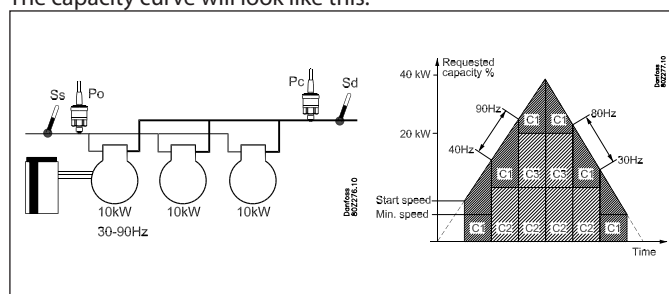 The capacity curve will look like this:
Ss
Po
Pc
Sd
10kW
10kW
10kW
30-90Hz
Danfoss
80Z276.10
Requested
capacity %
40 kW
20 kW
Start speed
Min. speed
90Hz
40Hz
80Hz
30Hz
C1 C1
C1 C3 C3 C1
C1 C2 C2 C2 C2 C1
Time
Danfoss
80Z277.10